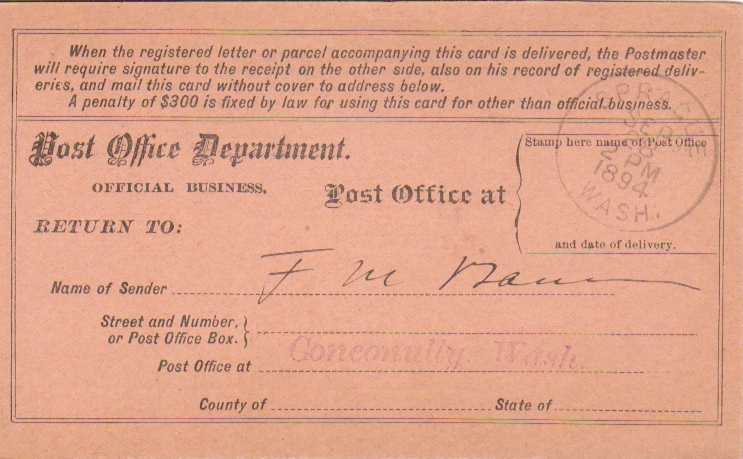 When the registered letter or parcel accompanying this card is delivered, the Postmaster
will require signature to the receipt on the other side, also on his record of registered deliv-
eries, and mail this card without cover to address below.
A penalty of $300 is fixed by law for using this card for other than official business.
Post Office Department.
OFFICIAL BUSINESS.
RETURN TO:
Post Office at
Stamp here name of Post Office
and date of delivery.
SPRAGUE
SEP
2 PM
1894
WASH.
Name of Sender F M
Street and Number,
or Post Office Box.
Post Office at Conconully, Wash.
County of State of